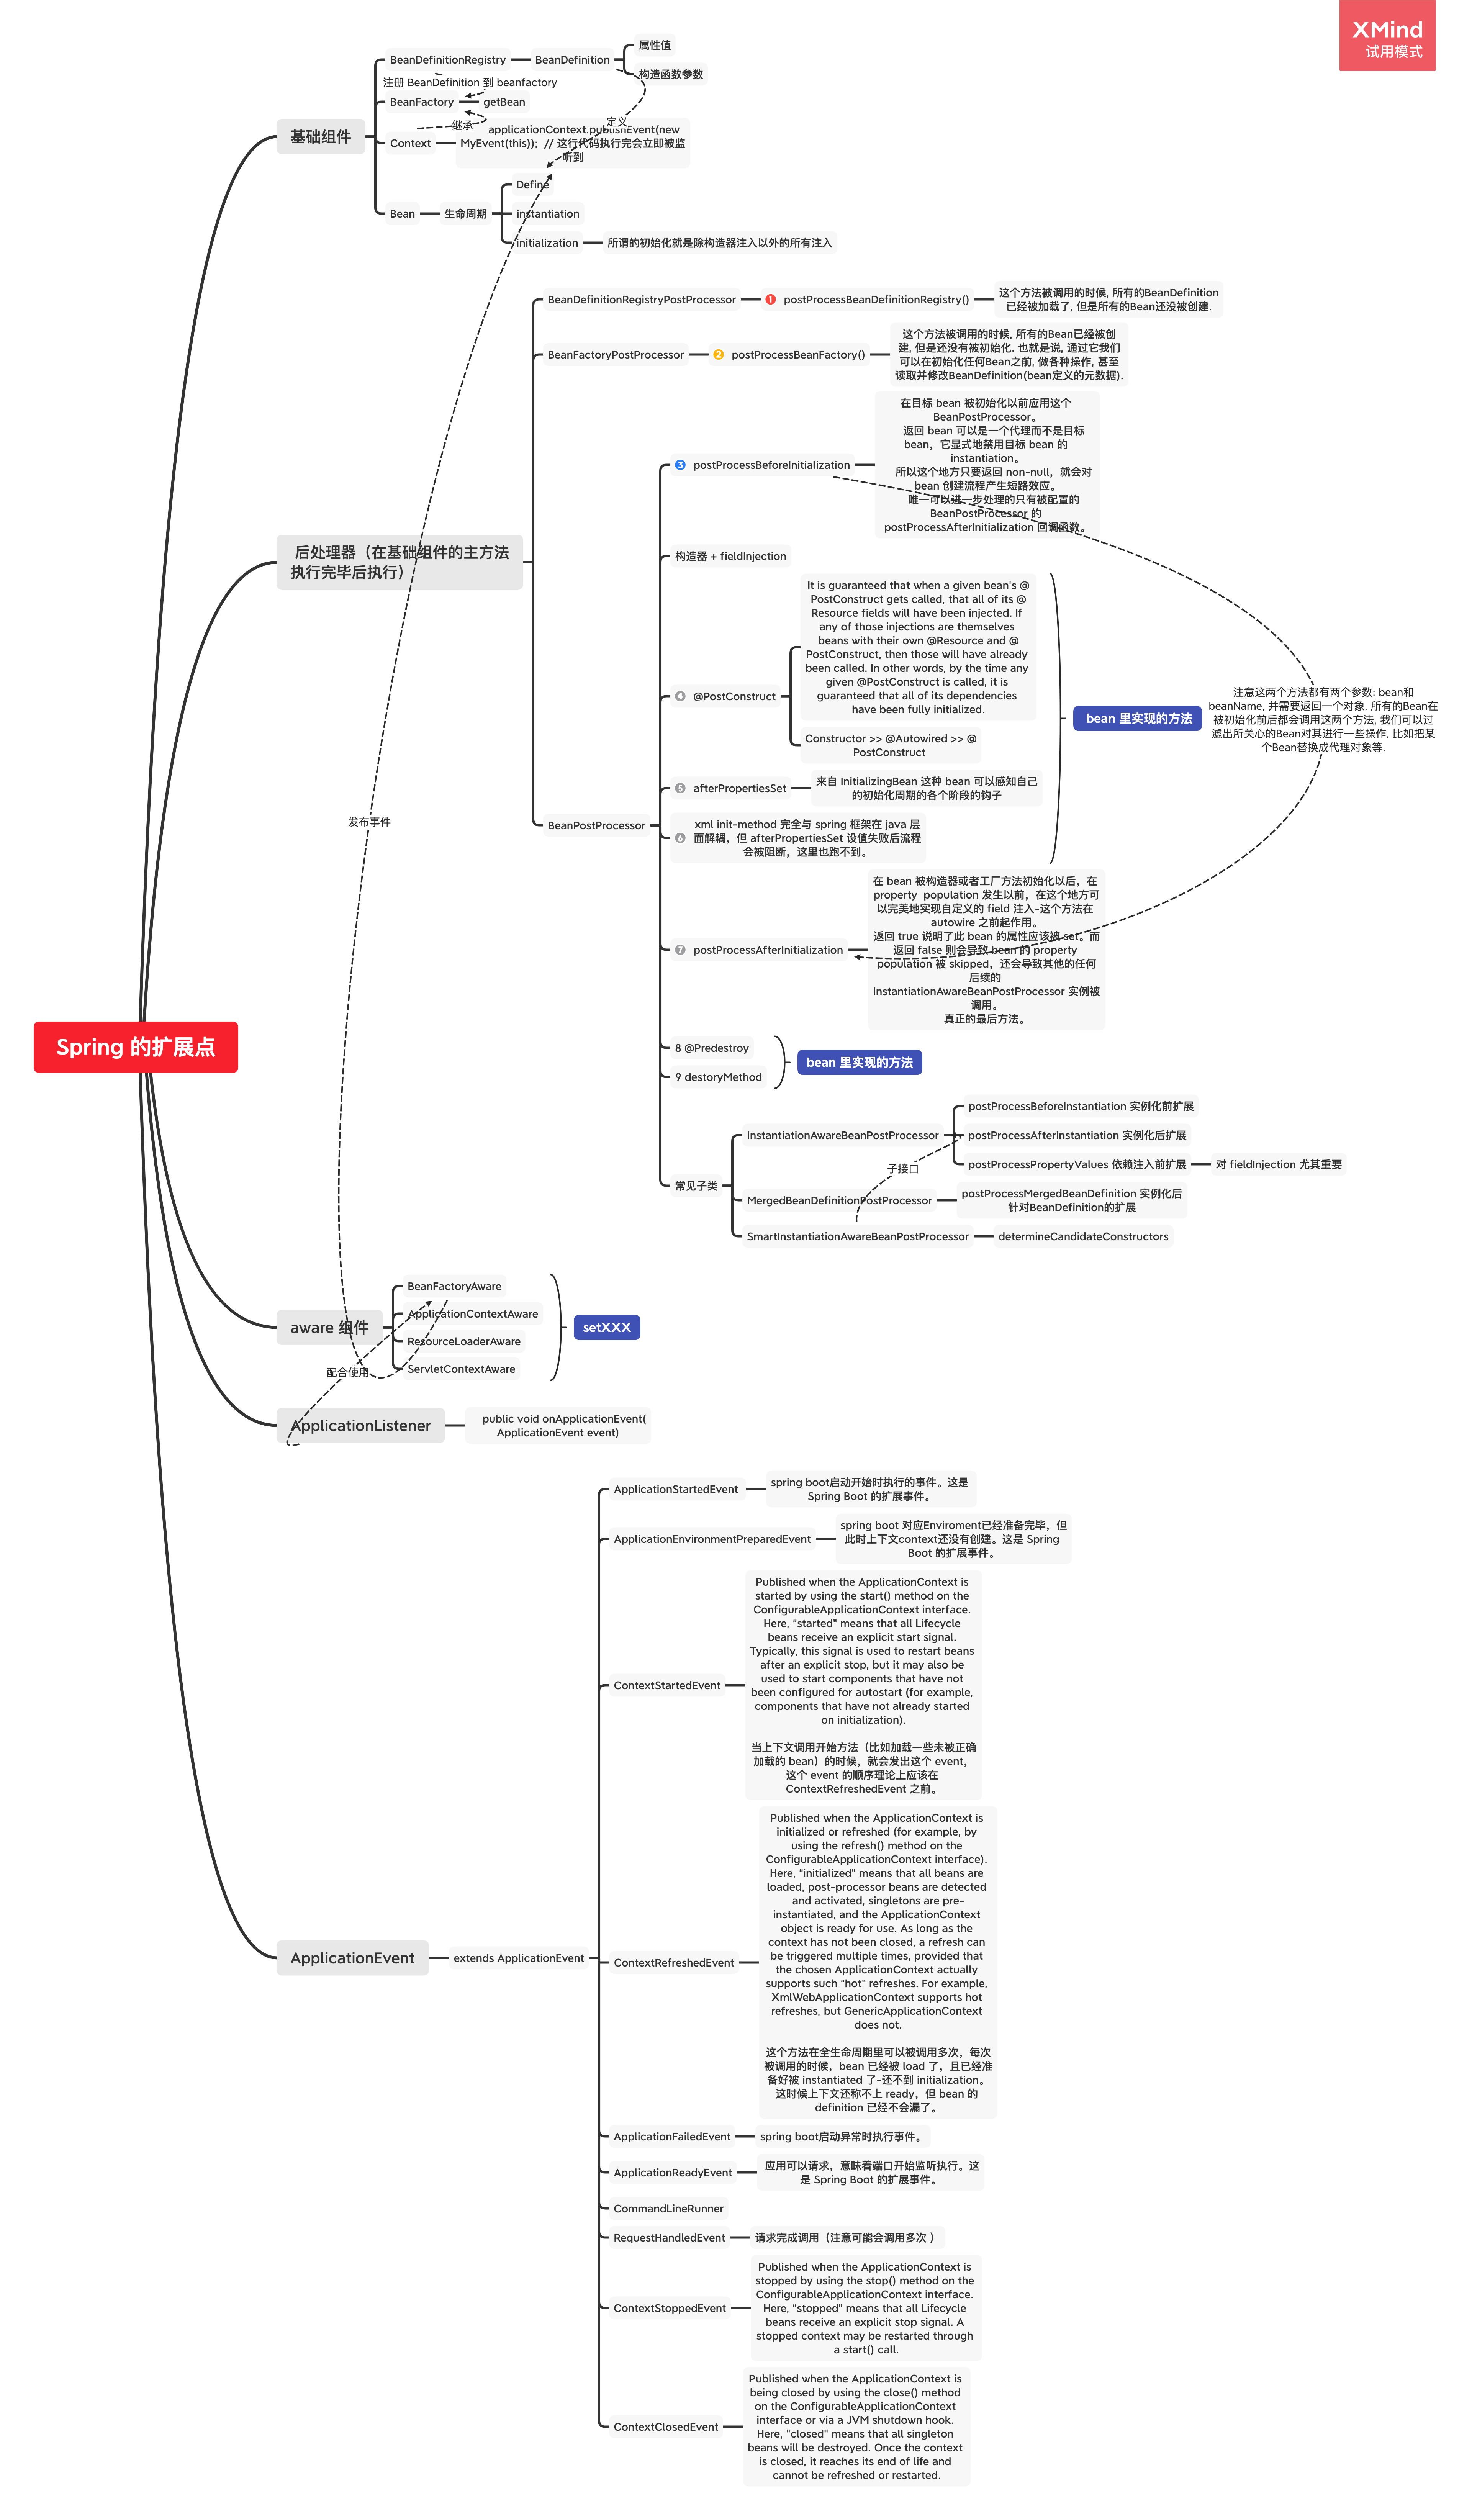 XMind
试用模式
Spring 的扩展点
基础组件
BeanDefinitionRegistry
BeanDefinition
属性值
构造函数参数
注册 BeanDefinition 到 beanfactory
BeanFactory
getBean
继承
定义
Context
applicationContext.publishEvent(new
MyEvent(this)); // 这行代码执行完会立即被监
听到
Bean
生命周期
Define
instantiation
initialization
所谓的初始化就是除构造器注入以外的所有注入
后处理器（在基础组件的主方法
执行完毕后执行）
BeanDefinitionRegistryPostProcessor
1 postProcessBeanDefinitionRegistry()
这个方法被调用的时候, 所有的BeanDefinition
已经被加载了, 但是所有的Bean还没被创建.
BeanFactoryPostProcessor
2 postProcessBeanFactory()
这个方法被调用的时候, 所有的Bean已经被创
建, 但是还没有被初始化. 也就是说, 通过它我们
可以在初始化任何Bean之前, 做各种操作, 甚至
读取并修改BeanDefinition(bean定义的元数据).
BeanPostProcessor
3 postProcessBeforeInitialization
在目标 bean 被初始化以前应用这个
BeanPostProcessor。
返回 bean 可以是一个代理而不是目标
bean，它显式地禁用目标 bean 的
instantiation。
所以这个地方只要返回 non-null，就会对
bean 创建流程产生短路效应。
唯一可以进一步处理的只有被配置的
BeanPostProcessor 的
postProcessAfterInitialization 回调函数。
构造器 + fieldInjection
4 @PostConstruct
It is guaranteed that when a given bean's @
PostConstruct gets called, that all of its @
Resource fields will have been injected. If
any of those injections are themselves
beans with their own @Resource and @
PostConstruct, then those will have already
been called. In other words, by the time any
given @PostConstruct is called, it is
guaranteed that all of its dependencies
have been fully initialized.
Constructor >> @Autowired >> @
PostConstruct
5 afterPropertiesSet
来自 InitializingBean 这种 bean 可以感知自己
的初始化周期的各个阶段的钩子
6 xml init-method 完全与 spring 框架在 java 层
面解耦，但 afterPropertiesSet 设值失败后流程
会被阻断，这里也跑不到。
bean 里实现的方法
注意这两个方法都有两个参数: bean和
beanName, 并需要返回一个对象. 所有的Bean在
被初始化前后都会调用这两个方法, 我们可以过
滤出所关心的Bean对其进行一些操作, 比如把某
个Bean替换成代理对象等.
7 postProcessAfterInitialization
在 bean 被构造器或者工厂方法初始化以后，在
property population 发生以前，在这个地方可
以完美地实现自定义的 field 注入-这个方法在
autowire 之前起作用。
返回 true 说明了此 bean 的属性应该被 set。而
返回 false 则会导致 bean 的 property
population 被 skipped，还会导致其他的任何
后续的
InstantiationAwareBeanPostProcessor 实例被
调用。
真正的最后方法。
8 @Predestroy
9 destoryMethod
bean 里实现的方法
常见子类
InstantiationAwareBeanPostProcessor
postProcessBeforeInstantiation 实例化前扩展
postProcessAfterInstantiation 实例化后扩展
postProcessPropertyValues 依赖注入前扩展
对 fieldInjection 尤其重要
子接口
MergedBeanDefinitionPostProcessor
postProcessMergedBeanDefinition 实例化后
针对BeanDefinition的扩展
SmartInstantiationAwareBeanPostProcessor
determineCandidateConstructors
发布事件
aware 组件
BeanFactoryAware
ApplicationContextAware
ResourceLoaderAware
ServletContextAware
setXXX
配合使用
ApplicationListener
public void onApplicationEvent(
ApplicationEvent event)
ApplicationEvent
extends ApplicationEvent
ApplicationStartedEvent
spring boot启动开始时执行的事件。这是
Spring Boot 的扩展事件。
ApplicationEnvironmentPreparedEvent
spring boot 对应Enviroment已经准备完毕，但
此时上下文context还没有创建。这是 Spring
Boot 的扩展事件。
ContextStartedEvent
Published when the ApplicationContext is
started by using the start() method on the
ConfigurableApplicationContext interface.
Here, "started" means that all Lifecycle
beans receive an explicit start signal.
Typically, this signal is used to restart beans
after an explicit stop, but it may also be
used to start components that have not
been configured for autostart (for example,
components that have not already started
on initialization).
当上下文调用开始方法（比如加载一些未被正确
加载的 bean）的时候，就会发出这个 event，
这个 event 的顺序理论上应该在
ContextRefreshedEvent 之前。
ContextRefreshedEvent
Published when the ApplicationContext is
initialized or refreshed (for example, by
using the refresh() method on the
ConfigurableApplicationContext interface).
Here, "initialized" means that all beans are
loaded, post-processor beans are detected
and activated, singletons are pre-
instantiated, and the ApplicationContext
object is ready for use. As long as the
context has not been closed, a refresh can
be triggered multiple times, provided that
the chosen ApplicationContext actually
supports such "hot" refreshes. For example,
XmlWebApplicationContext supports hot
refreshes, but GenericApplicationContext
does not.
这个方法在全生命周期里可以被调用多次，每次
被调用的时候，bean 已经被 load 了，且已经准
备好被 instantiated 了-还不到 initialization。
这时候上下文还称不上 ready，但 bean 的
definition 已经不会漏了。
ApplicationFailedEvent
spring boot启动异常时执行事件。
ApplicationReadyEvent
应用可以请求，意味着端口开始监听执行。这
是 Spring Boot 的扩展事件。
CommandLineRunner
RequestHandledEvent
请求完成调用（注意可能会调用多次 ）
ContextStoppedEvent
Published when the ApplicationContext is
stopped by using the stop() method on the
ConfigurableApplicationContext interface.
Here, "stopped" means that all Lifecycle
beans receive an explicit stop signal. A
stopped context may be restarted through
a start() call.
ContextClosedEvent
Published when the ApplicationContext is
being closed by using the close() method
on the ConfigurableApplicationContext
interface or via a JVM shutdown hook.
Here, "closed" means that all singleton
beans will be destroyed. Once the context
is closed, it reaches its end of life and
cannot be refreshed or restarted.